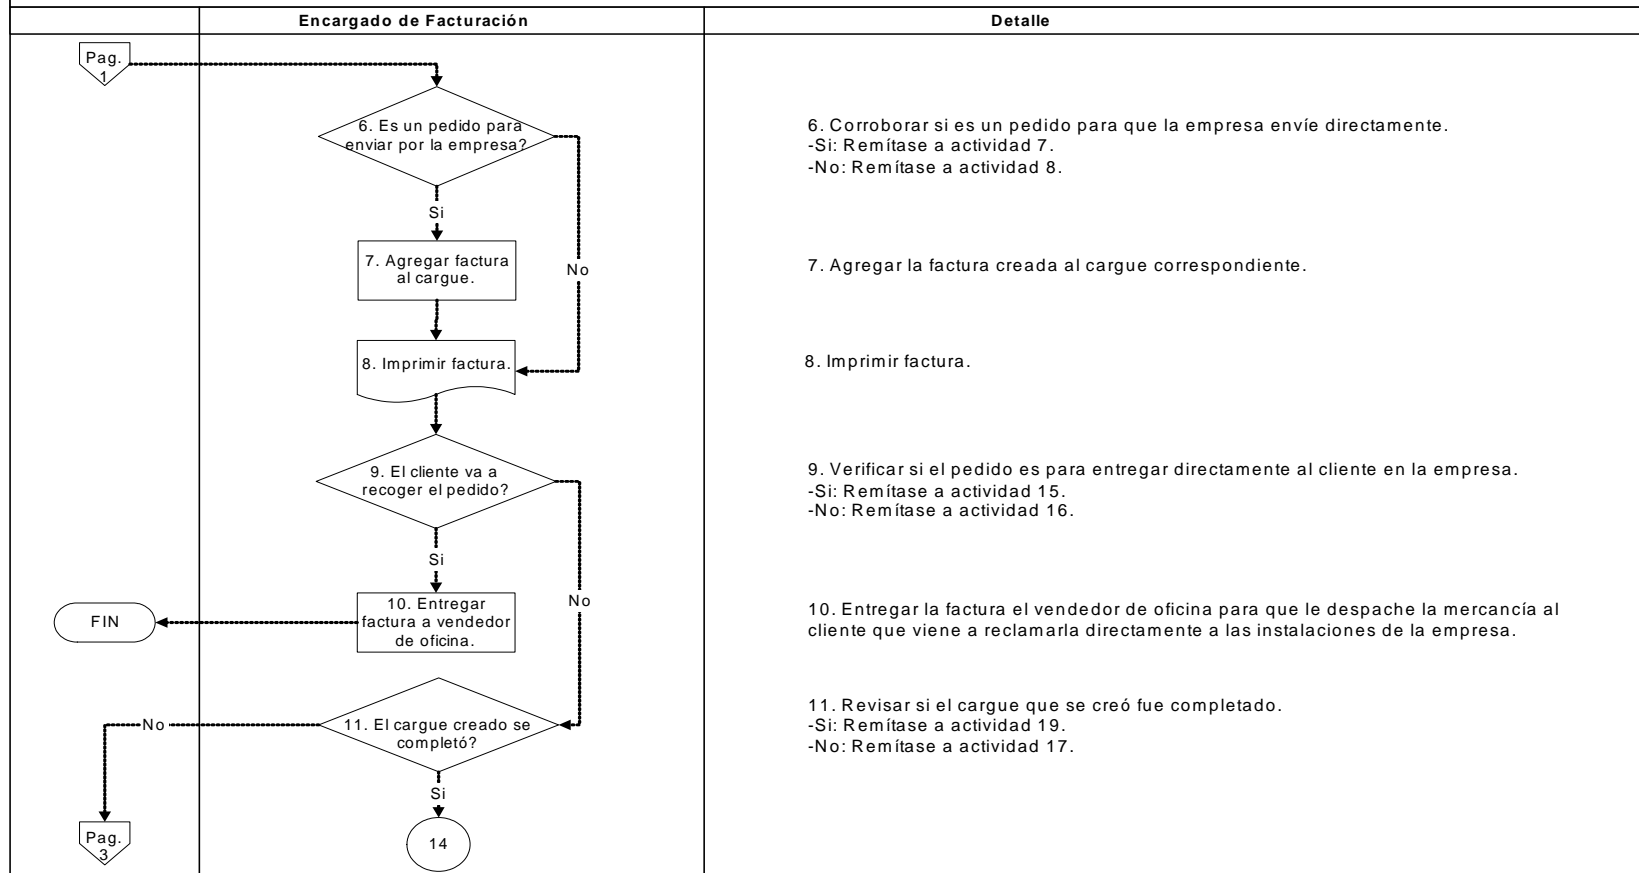 Encargado de Facturación
Detalle
Pag.
1
6. Es un pedido para
enviar por la empresa?
Si
No
7. Agregar factura
al cargue.
8. Imprimir factura.
9. El cliente va a
recoger el pedido?
Si
No
10. Entregar
factura a vendedor
de oficina.
FIN
11. El cargue creado se
completó?
No
Si
Pag.
3
14
6. Corroborar si es un pedido para que la empresa envíe directamente.
-Si: Remítase a actividad 7.
-No: Remítase a actividad 8.
7. Agregar la factura creada al cargue correspondiente.
8. Imprimir factura.
9. Verificar si el pedido es para entregar directamente al cliente en la empresa.
-Si: Remítase a actividad 15.
-No: Remítase a actividad 16.
10. Entregar la factura el vendedor de oficina para que le despache la mercancía al
cliente que viene a reclamarla directamente a las instalaciones de la empresa.
11. Revisar si el cargue que se creó fue completado.
-Si: Remítase a actividad 19.
-No: Remítase a actividad 17.